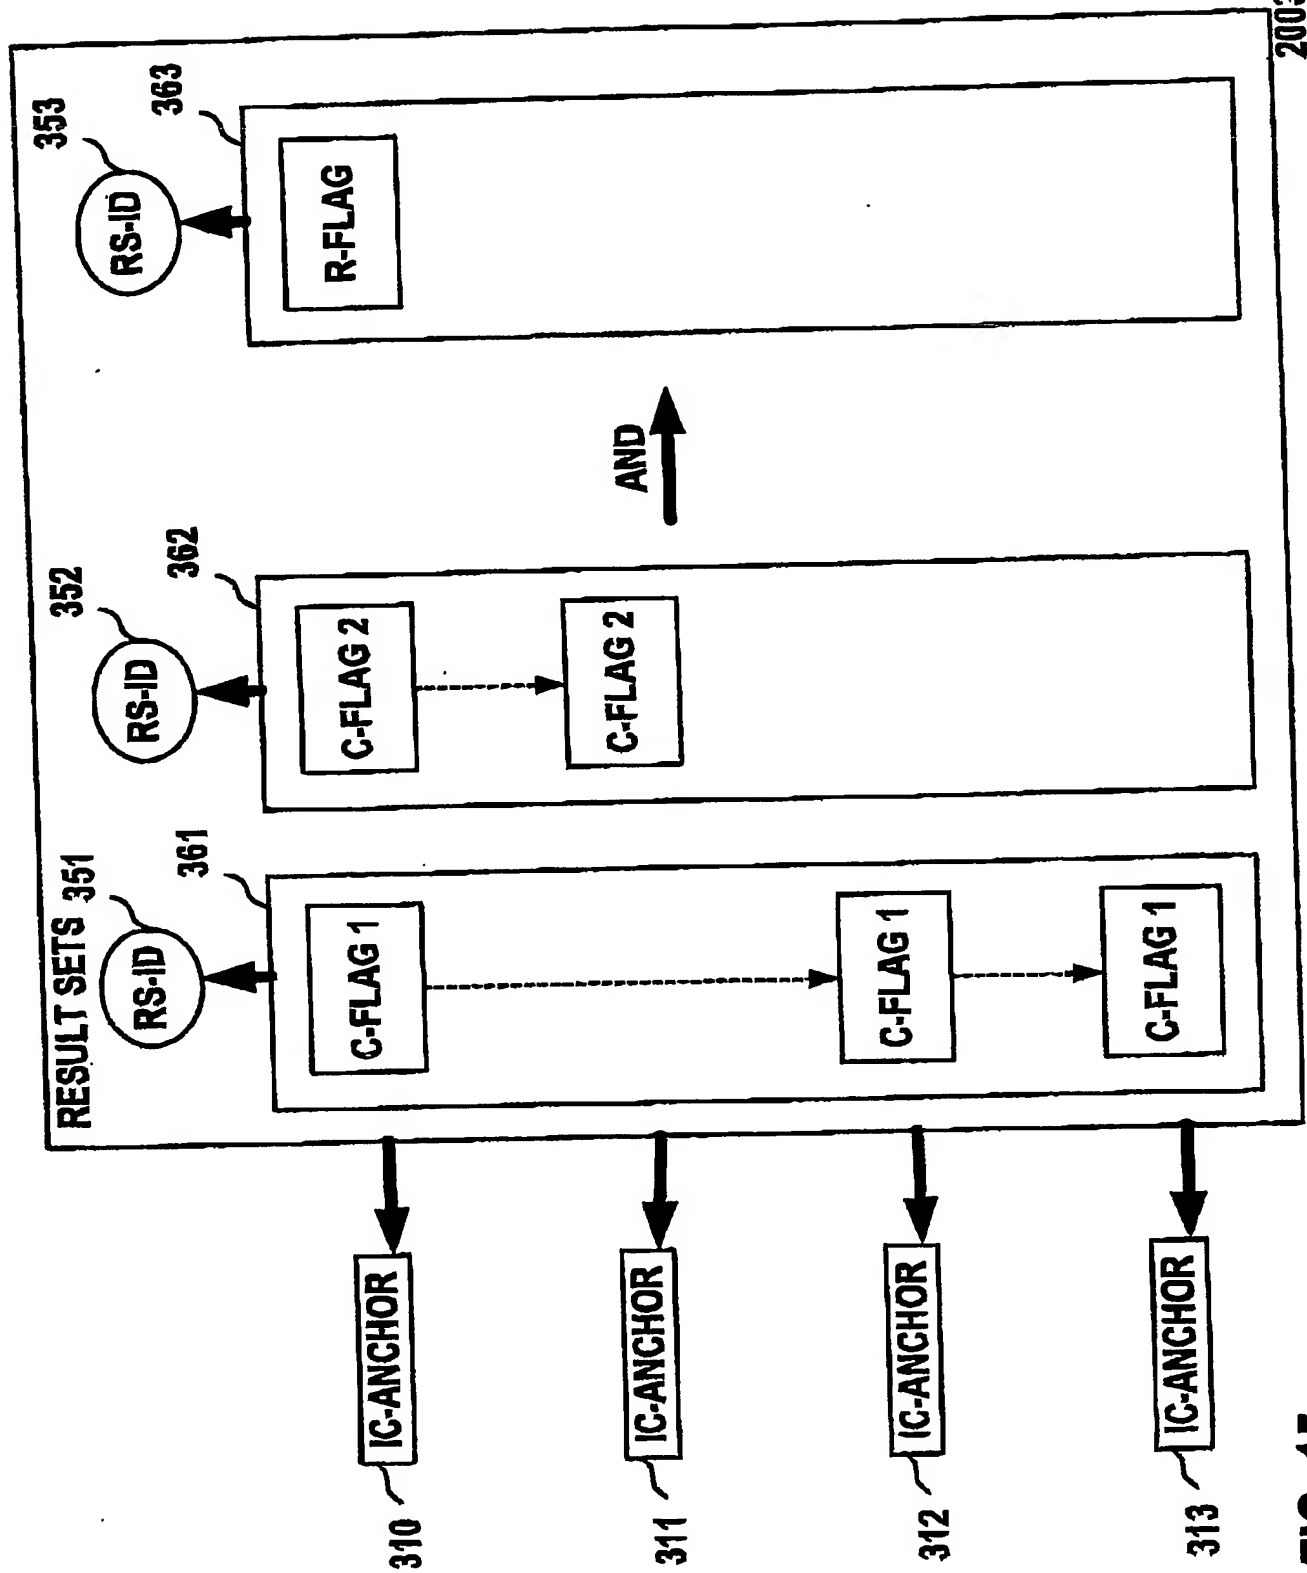 RESULT SETS
351
RS-ID
352
RS-ID
353
RS-ID
361
362
363
310
IC-ANCHOR
C-FLAG 1
C-FLAG 2
R-FLAG
311
IC-ANCHOR
C-FLAG 2
AND
312
IC-ANCHOR
C-FLAG 1
313
IC-ANCHOR
C-FLAG 1